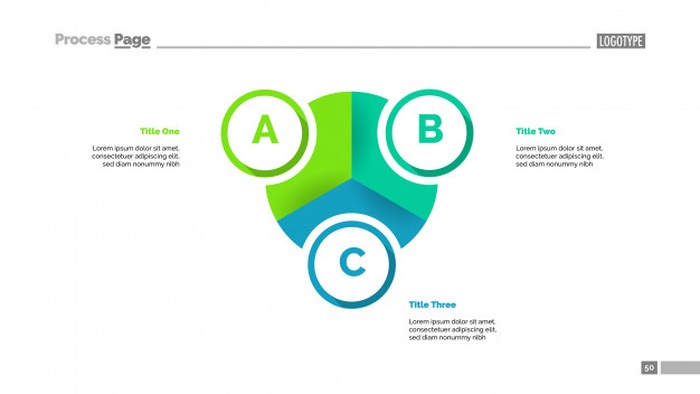 Process Page
LOGOTYPE
A
B
Title One
Lorem ipsum dolor sit amet,
consectetuer adipiscing elit,
sed diam nonummy nibh
Title Two
Lorem ipsum dolor sit amet,
consectetuer adipiscing elit,
sed diam nonummy nibh
C
Title Three
Lorem ipsum dolor sit amet,
consectetuer adipiscing elit,
sed diam nonummy nibh
50